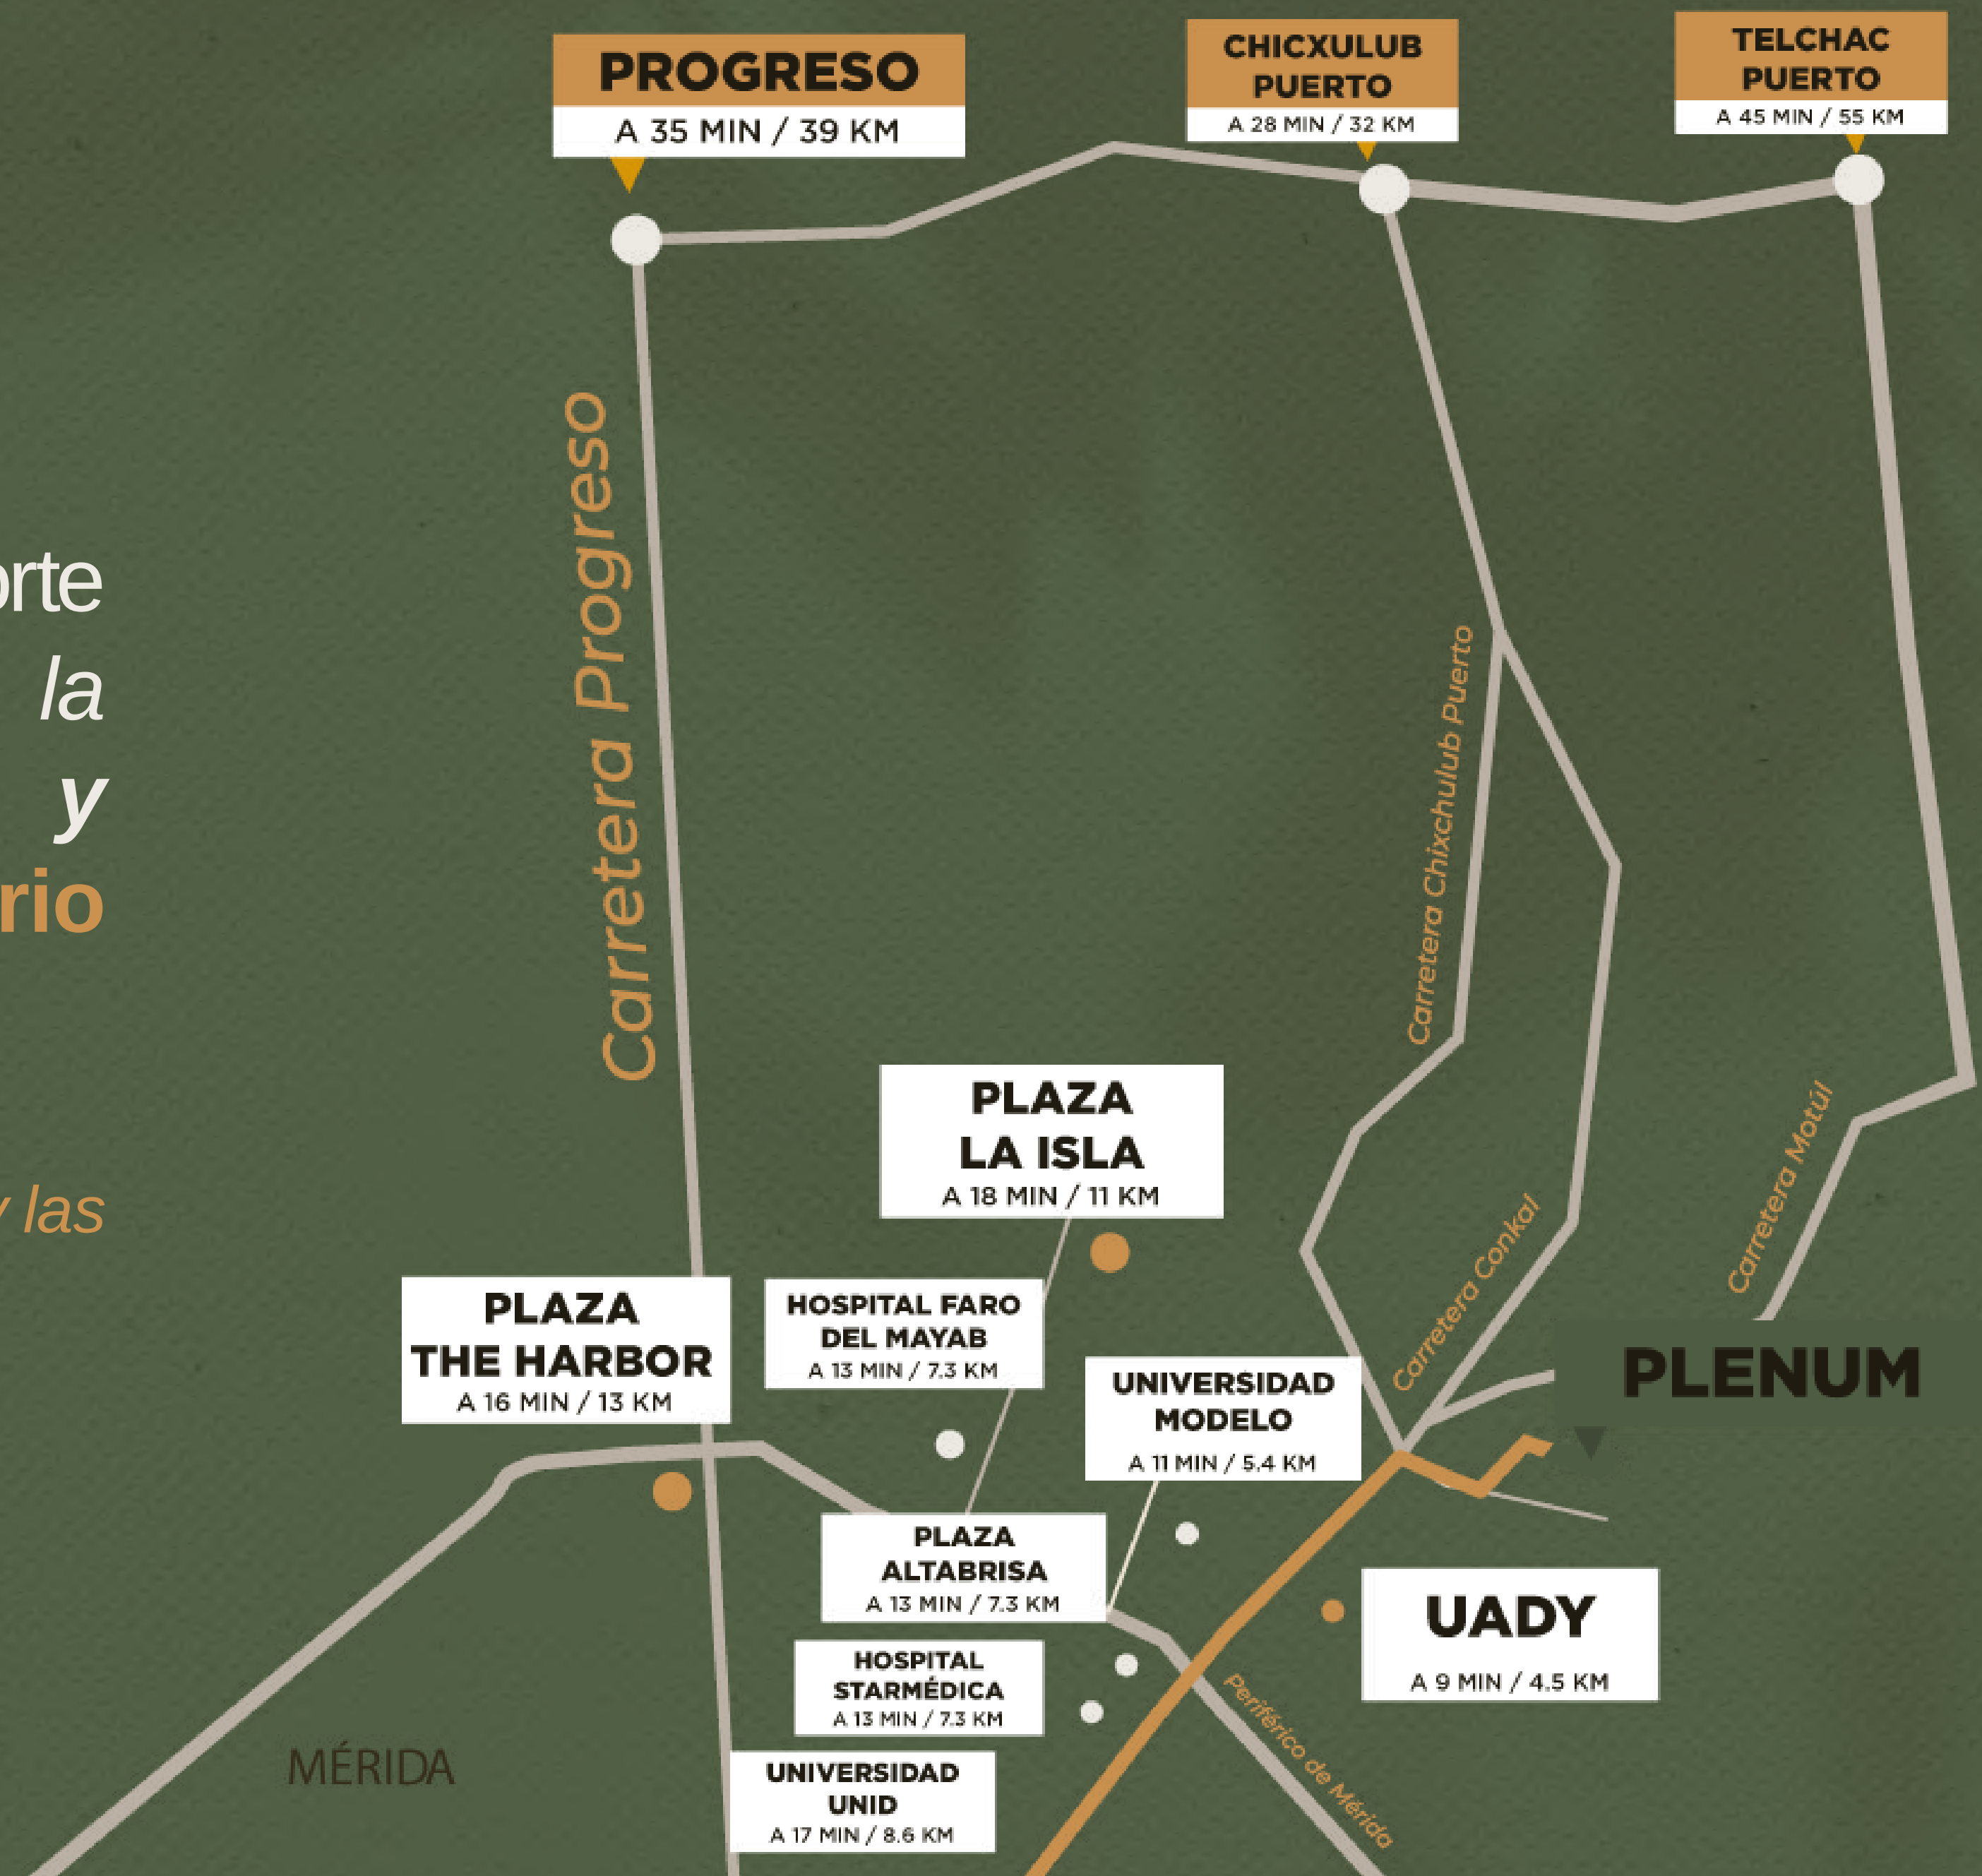 PROGRESO
A 35 MIN / 39 KM
CHICXULUB
PUERTO
A 28 MIN / 32 KM
TELCHAC
PUERTO
A 45 MIN / 55 KM
orte
la
y
rio
y las
Carretera Progreso
Carretera Chixchulub Puerto
Carretera Conkal
Carretera Motúl
PLAZA
LA ISLA
A 18 MIN / 11 KM
PLAZA
THE HARBOR
A 16 MIN / 13 KM
HOSPITAL FARO
DEL MAYAB
A 13 MIN / 7.3 KM
UNIVERSIDAD
MODELO
A 11 MIN / 5.4 KM
PLENUM
PLAZA
ALTABRISA
A 13 MIN / 7.3 KM
UADY
A 9 MIN / 4.5 KM
HOSPITAL
STARMÉDICA
A 13 MIN / 7.3 KM
Periférico de Mérida
MÉRIDA
UNIVERSIDAD
UNID
A 17 MIN / 8.6 KM